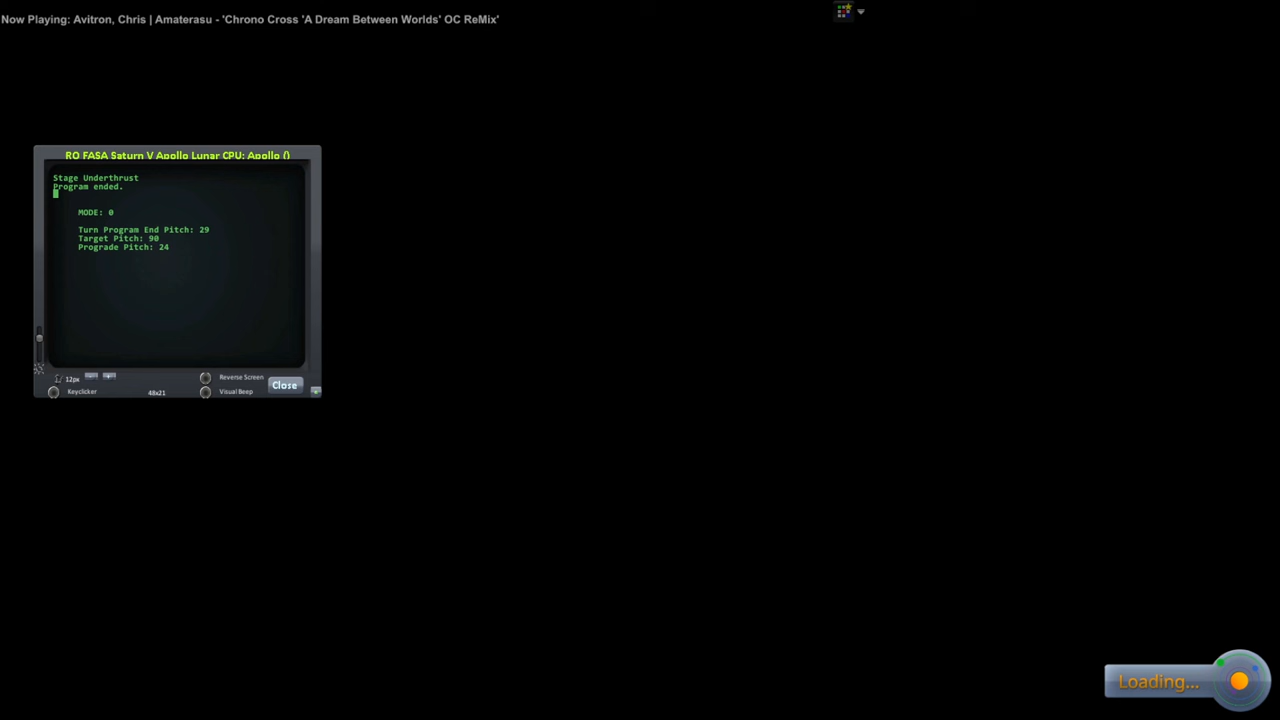 Now Playing: Avitron, Chris | Amaterasu - 'Chrono Cross 'A Dream Between Worlds' OC ReMix'
RO FASA Saturn V Apollo Lunar CPU: Apollo ()
Stage Underthrust
Program ended.
MODE: 0
Turn Program End Pitch: 29
Target Pitch: 90
Prograde Pitch: 24
12px
Reverse Screen
Close
Keyclicker
48x21
Visual Beep
Loading...